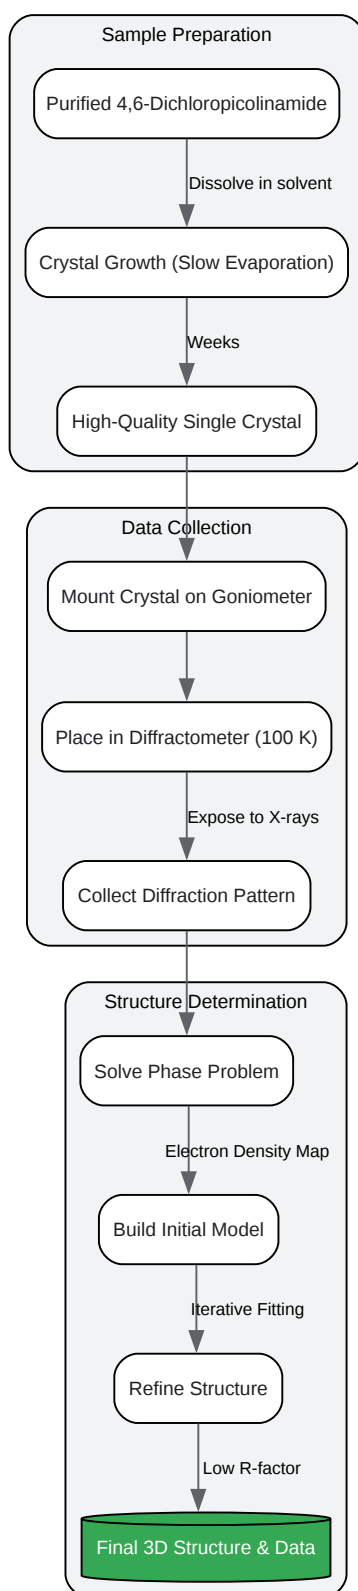 Sample Preparation
Purified 4,6-Dichloropicolinamide
Dissolve in solvent
Crystal Growth (Slow Evaporation)
Weeks
High-Quality Single Crystal
Data Collection
Mount Crystal on Goniometer
Place in Diffractometer (100 K)
Expose to X-rays
Collect Diffraction Pattern
Structure Determination
Solve Phase Problem
Electron Density Map
Build Initial Model
Iterative Fitting
Refine Structure
Low R-factor
Final 3D Structure & Data